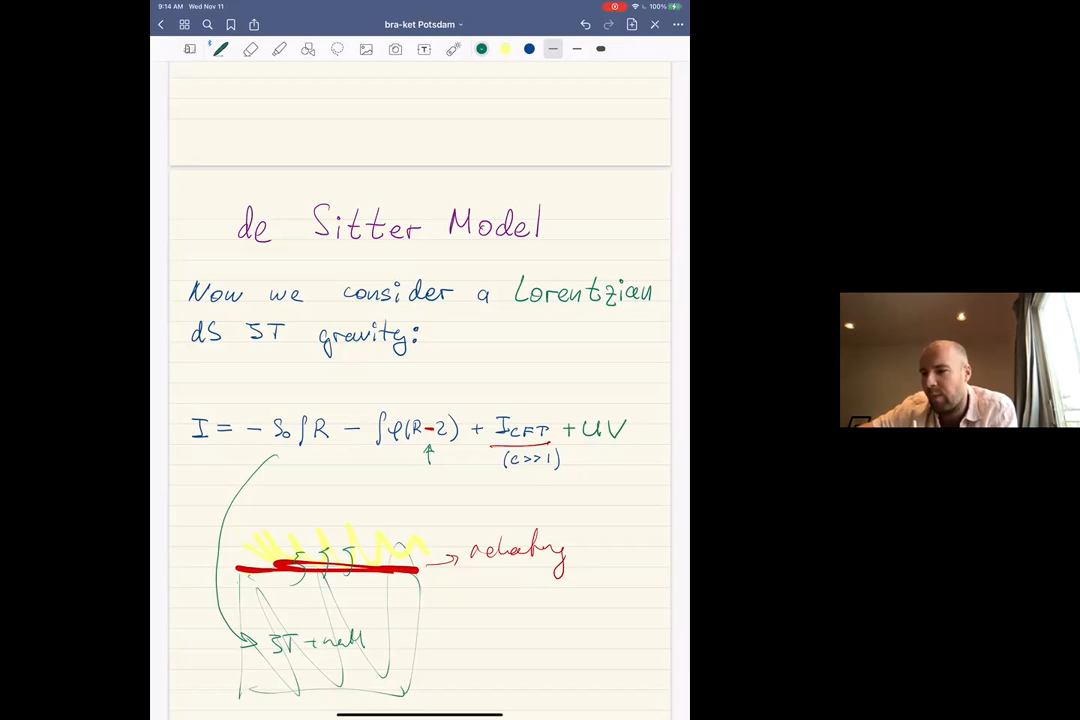 9:14 AM Wed Nov 11
100%
bra-ket Potsdam
de Sitter Model
Now we consider a Lorentzian
dS JT gravity:
I = - S₀∫R - ∫φ(R-2) + I_CFT + UV
(c>>1)
reheating
JT + matt